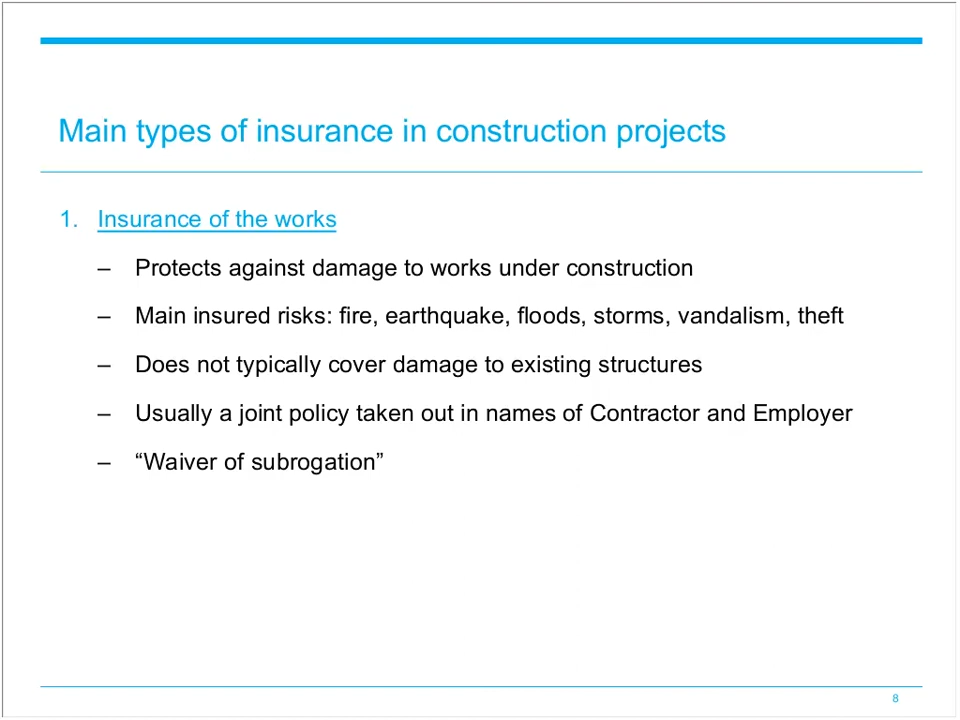 Main types of insurance in construction projects
1. Insurance of the works
– Protects against damage to works under construction
– Main insured risks: fire, earthquake, floods, storms, vandalism, theft
– Does not typically cover damage to existing structures
– Usually a joint policy taken out in names of Contractor and Employer
– “Waiver of subrogation”
8